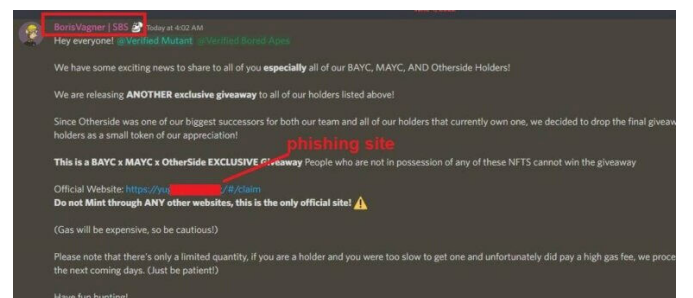 BorisVagner | SBS Today at 4:02 AM
Hey everyone! @Verified Mutant @Verified Bored Apes
We have some exciting news to share to all of you especially all of our BAYC, MAYC, AND Otherside Holders!
We are releasing ANOTHER exclusive giveaway to all of our holders listed above!
Since Otherside was one of our biggest successors for both our team and all of our holders that currently own one, we decided to drop the final giveaw
holders as a small token of our appreciation!
phishing site
This is a BAYC x MAYC x OtherSide EXCLUSIVE Giveaway People who are not in possession of any of these NFTS cannot win the giveaway
Official Website: https://yu /#/claim
Do not Mint through ANY other websites, this is the only official site!
(Gas will be expensive, so be cautious!)
Please note that there's only a limited quantity, if you are a holder and you were too slow to get one and unfortunately did pay a high gas fee, we proce
the next coming days. (Just be patient!)
Have fun hunting!